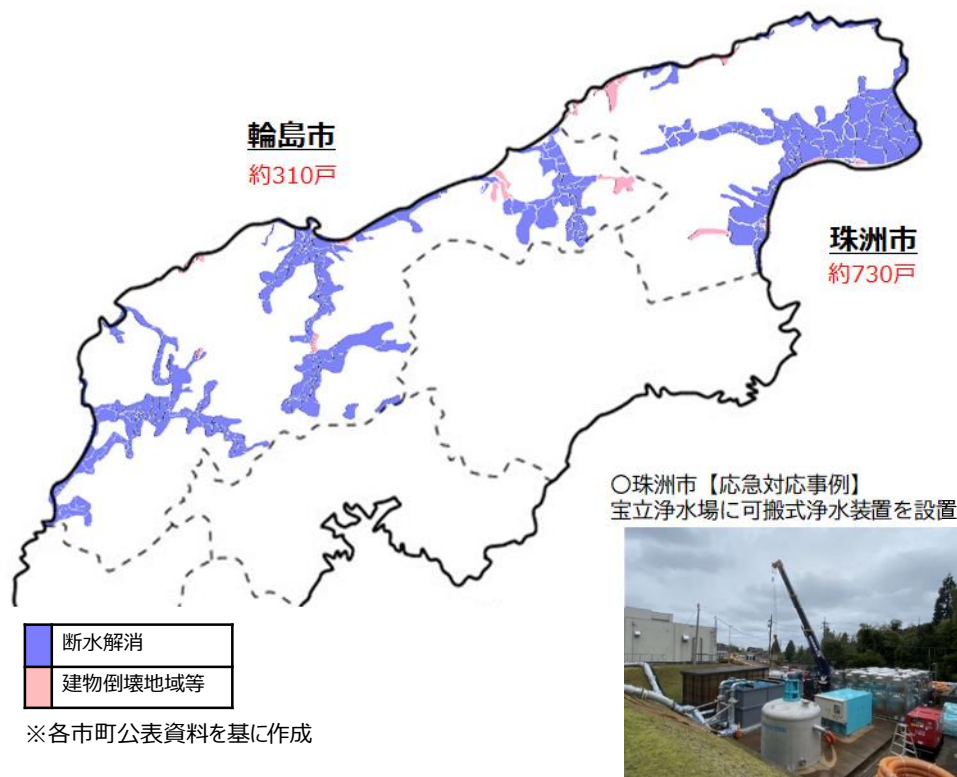 輪島市
約310戸
珠洲市
約730戸
○珠洲市【応急対応事例】
宝立浄水場に可搬式浄水装置を設置
断水解消
建物倒壊地域等
※各市町公表資料を基に作成